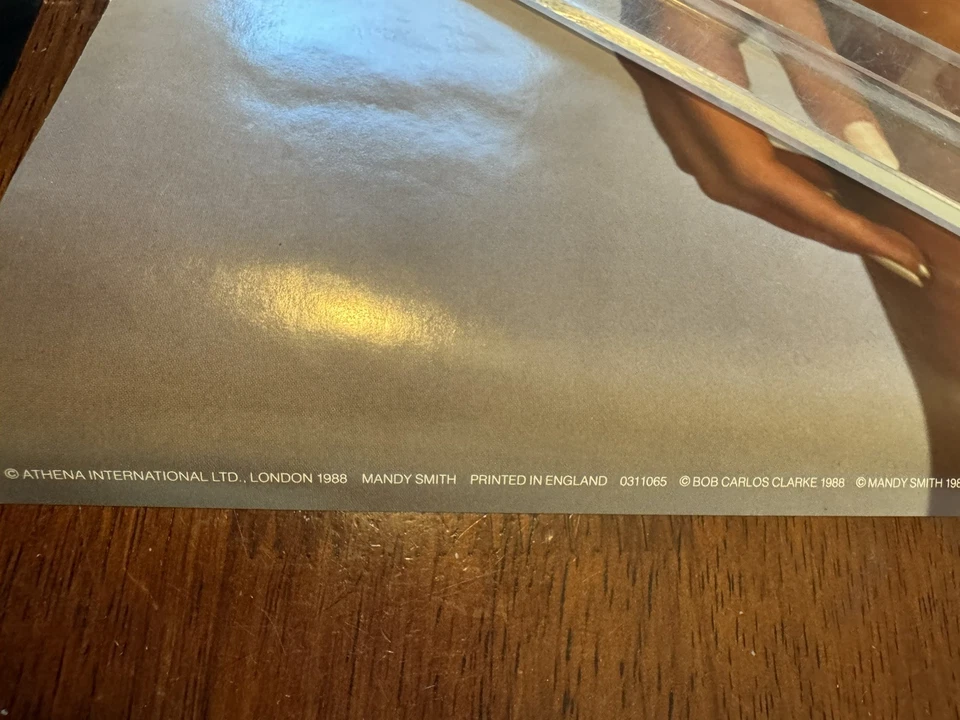 © ATHENA INTERNATIONAL LTD., LONDON 1988 MANDY SMITH PRINTED IN ENGLAND 0311065 © BOB CARLOS CLARKE 1988 © MANDY SMITH 198